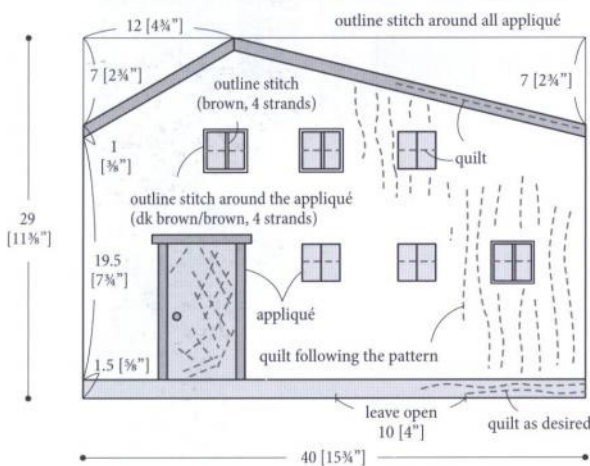 12 [4¾”]
outline stitch around all appliqué
7 [2¾”]
7 [2¾”]
outline stitch
(brown, 4 strands)
1
[⅜”]
quilt
outline stitch around the appliqué
(dk brown/brown, 4 strands)
29
[11⅜”]
19.5
[7¾”]
appliqué
quilt following the pattern
1.5 [⅝”]
leave open
10 [4”]
quilt as desired
40 [15¾”]